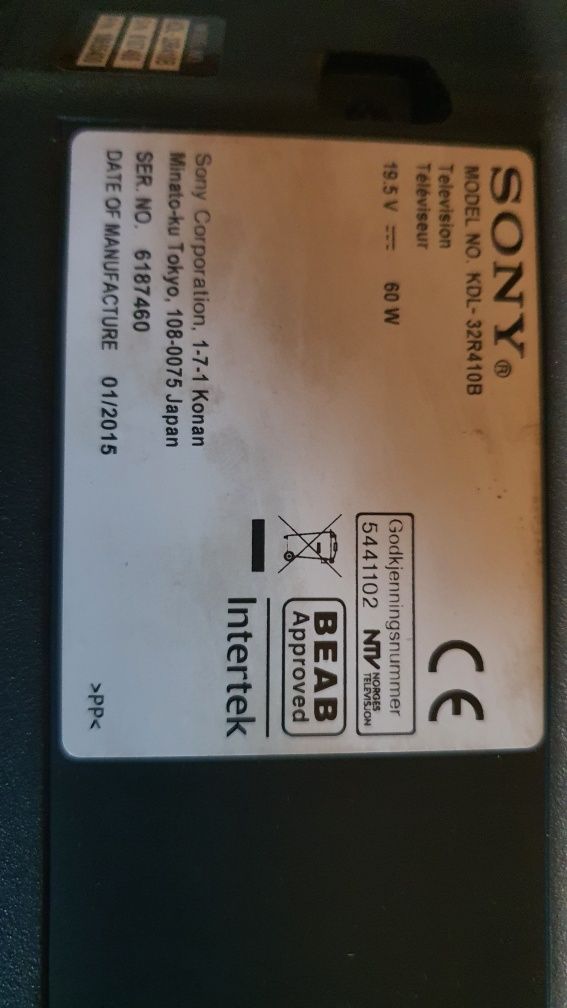 SONY®
MODEL NO. KDL-32R410B
Television
Téléviseur
19.5 V ⎓ 60 W
Sony Corporation, 1-7-1 Konan
Minato-ku Tokyo, 108-0075 Japan
SER. NO. 6187460
DATE OF MANUFACTURE 01/2015
CE
Godkjenningsnummer
5441102 NTV NORGES
TELEVISJON
BEAB
Approved
Intertek
>PP<